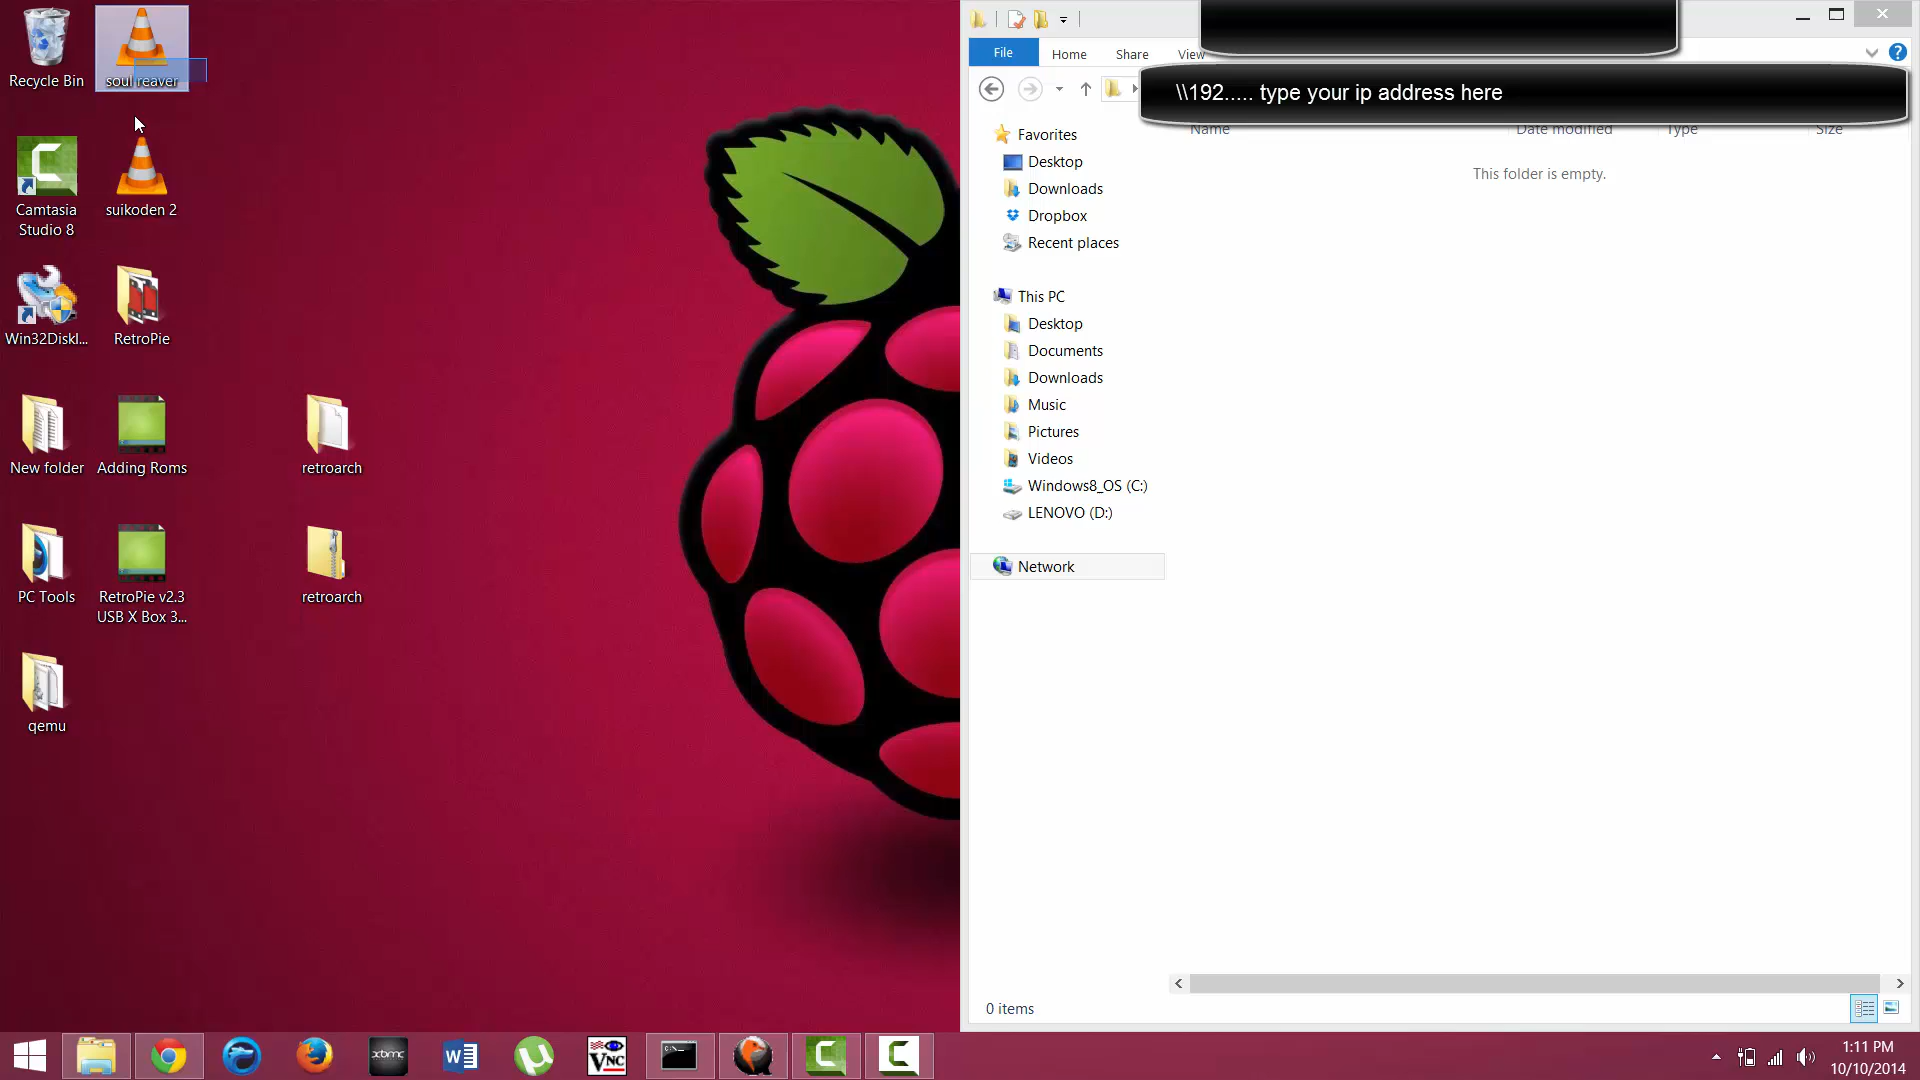 Recycle Bin
soul reaver
Camtasia
Studio 8
suikoden 2
Win32DiskI...
RetroPie
New folder
Adding Roms
retroarch
PC Tools
RetroPie v2.3
USB X Box 3...
retroarch
qemu
File
Home
Share
View
\\192..... type your ip address here
Name
Date modified
Type
Size
This folder is empty.
Favorites
Desktop
Downloads
Dropbox
Recent places
This PC
Desktop
Documents
Downloads
Music
Pictures
Videos
Windows8_OS (C:)
LENOVO (D:)
Network
0 items
xbmc
VNC
C:\_
1:11 PM
10/10/2014